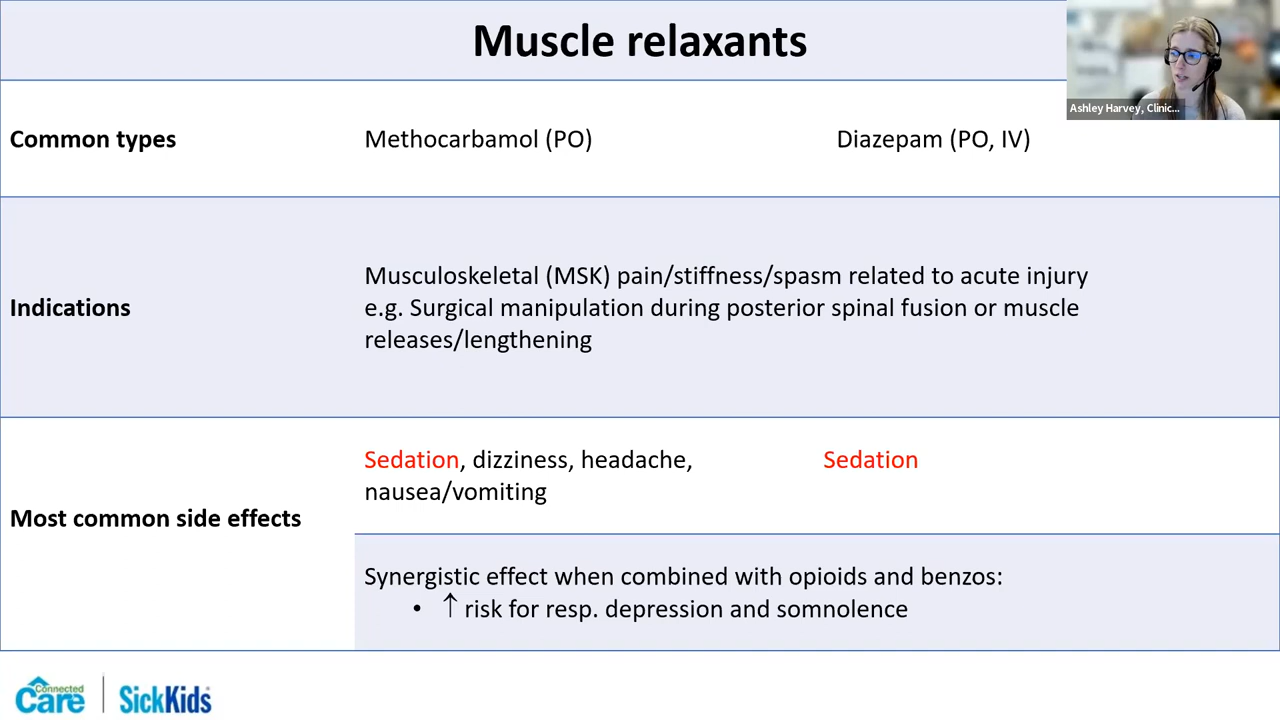 Muscle relaxants
Ashley Harvey, Clinic...
Common types
Methocarbamol (PO)
Diazepam (PO, IV)
Indications
Musculoskeletal (MSK) pain/stiffness/spasm related to acute injury
e.g. Surgical manipulation during posterior spinal fusion or muscle
releases/lengthening
Most common side effects
Sedation, dizziness, headache,
nausea/vomiting
Sedation
Synergistic effect when combined with opioids and benzos:
• ↑ risk for resp. depression and somnolence
Connected
Care
SickKids